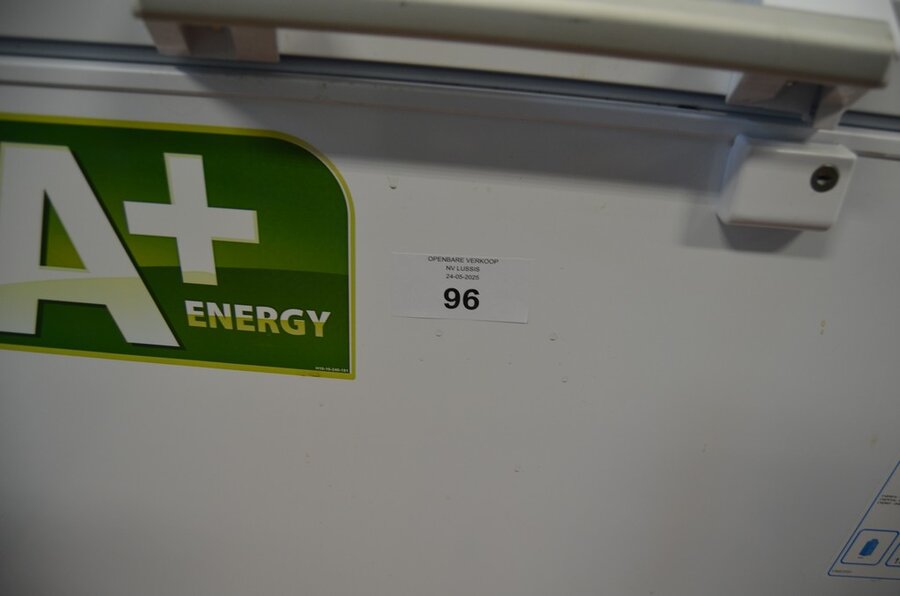 A+
ENERGY
OPENBARE VERKOOP
NV LUSSIS
24-05-2025
96